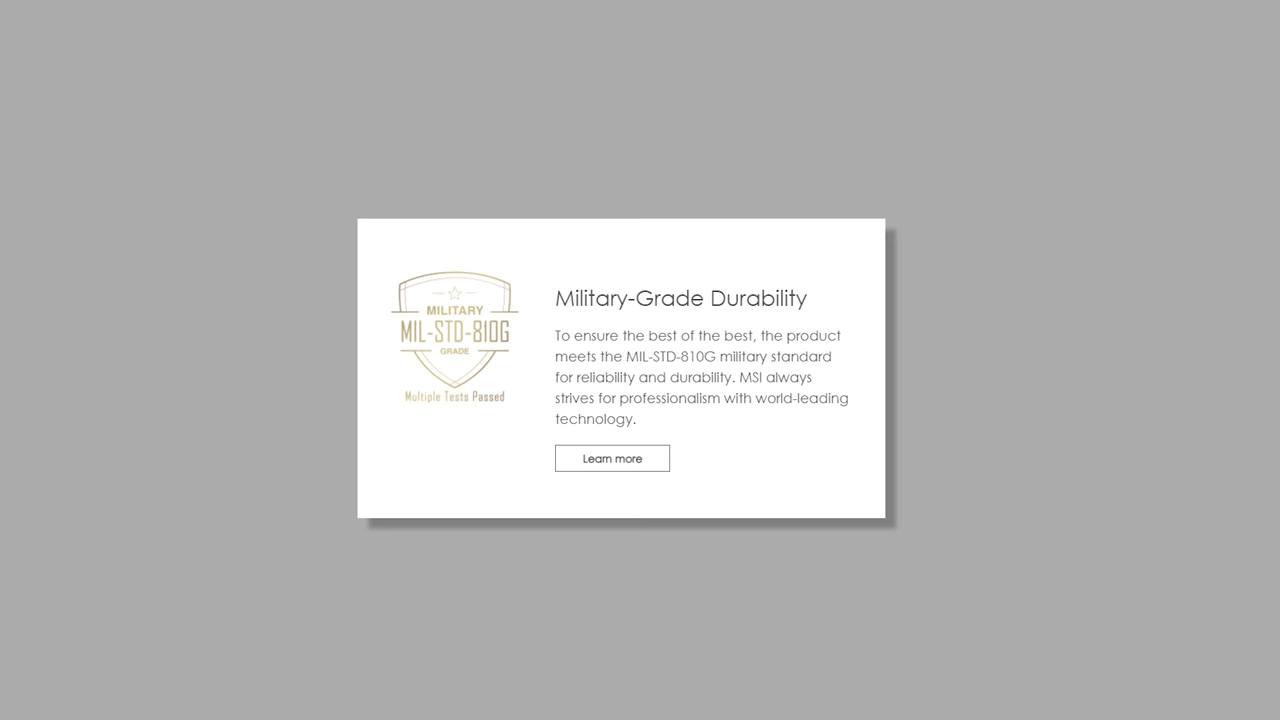 MILITARY
MIL-STD-810G
GRADE
Multiple Tests Passed
Military-Grade Durability
To ensure the best of the best, the product
meets the MIL-STD-810G military standard
for reliability and durability. MSI always
strives for professionalism with world-leading
technology.
Learn more